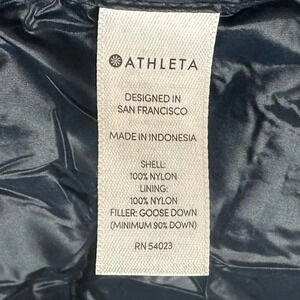 ATHLETA
DESIGNED IN
SAN FRANCISCO
MADE IN INDONESIA
SHELL:
100% NYLON
LINING:
100% NYLON
FILLER: GOOSE DOWN
(MINIMUM 90% DOWN)
RN 54023